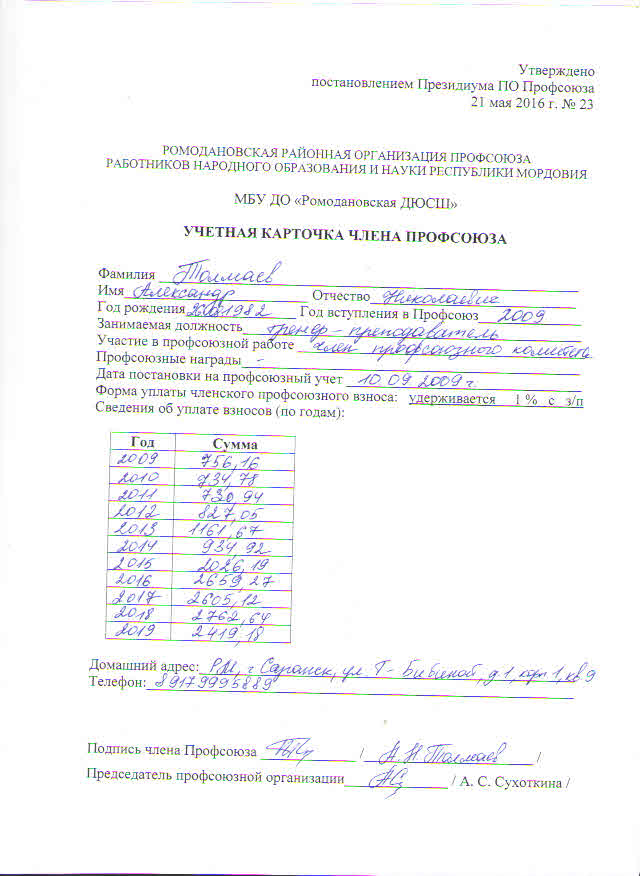 Утверждено
постановлением Президиума ПО Профсоюза
21 мая 2016 г. № 23
РОМОДАНОВСКАЯ РАЙОННАЯ ОРГАНИЗАЦИЯ ПРОФСОЮЗА
РАБОТНИКОВ НАРОДНОГО ОБРАЗОВАНИЯ И НАУКИ РЕСПУБЛИКИ МОРДОВИЯ
МБУ ДО «Ромодановская ДЮСШ»
УЧЕТНАЯ КАРТОЧКА ЧЛЕНА ПРОФСОЮЗА
Фамилия Толмаев
Имя Александр Отчество Николаевич
Год рождения 1982 Год вступления в Профсоюз 2009
Занимаемая должность тренер-преподаватель
Участие в профсоюзной работе член профсоюзного комитета
Профсоюзные награды -
Дата постановки на профсоюзный учет 10 09 2009 г.
Форма уплаты членского профсоюзного взноса: удерживается 1 % с з/п
Сведения об уплате взносов (по годам):
Год Сумма
2009 756,16
2010 934,78
2011 730,94
2012 827,05
2013 1161,67
2014 934,92
2015 2026,19
2016 2659,27
2017 2605,12
2018 2762,64
2019 2419,18
Домашний адрес: РМ, г Саранск, ул. д.1, корп 1, кв 9
Телефон: 89179995889
Подпись члена Профсоюза / А. Н. Толмаев /
Председатель профсоюзной организации / А. С. Сухоткина /